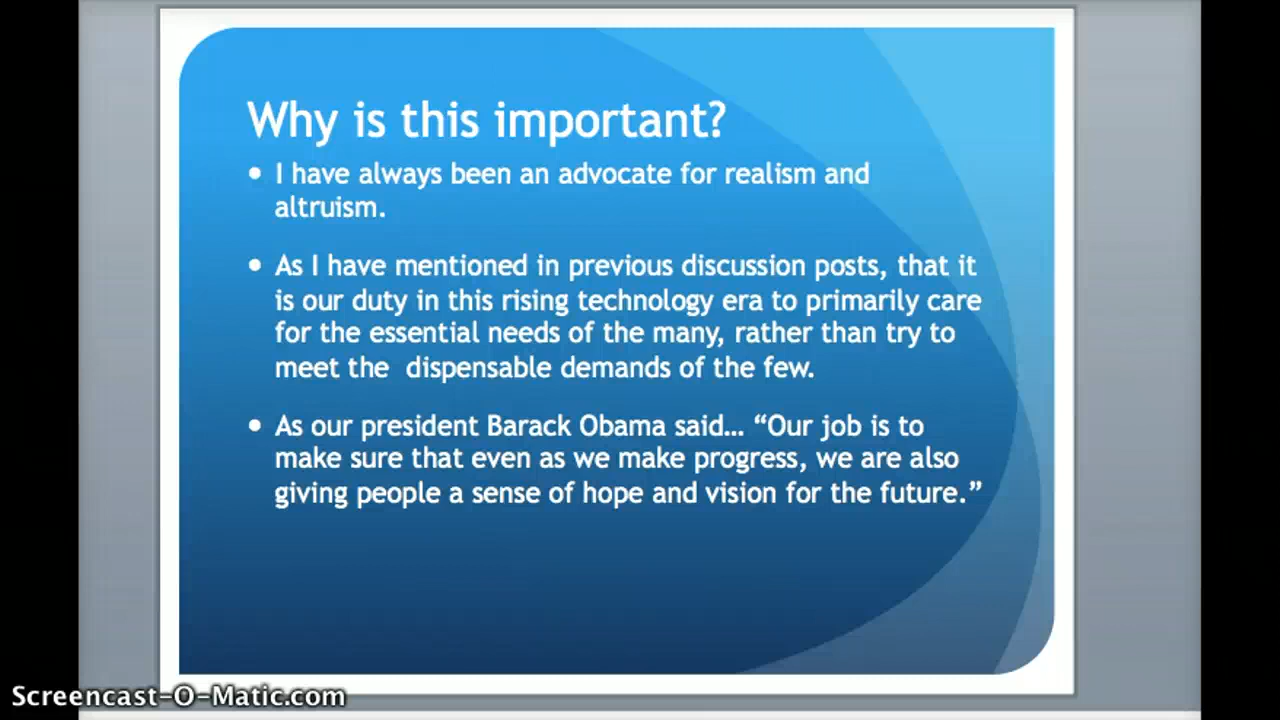 Why is this important?
• I have always been an advocate for realism and
altruism.
• As I have mentioned in previous discussion posts, that it
is our duty in this rising technology era to primarily care
for the essential needs of the many, rather than try to
meet the  dispensable demands of the few.
• As our president Barack Obama said… “Our job is to
make sure that even as we make progress, we are also
giving people a sense of hope and vision for the future.”
Screencast-O-Matic.com